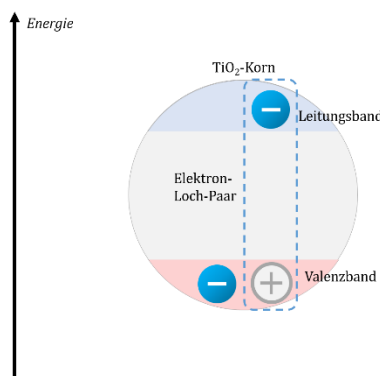 Energie
TiO₂-Korn
Leitungsband
Elektron-
Loch-Paar
Valenzband